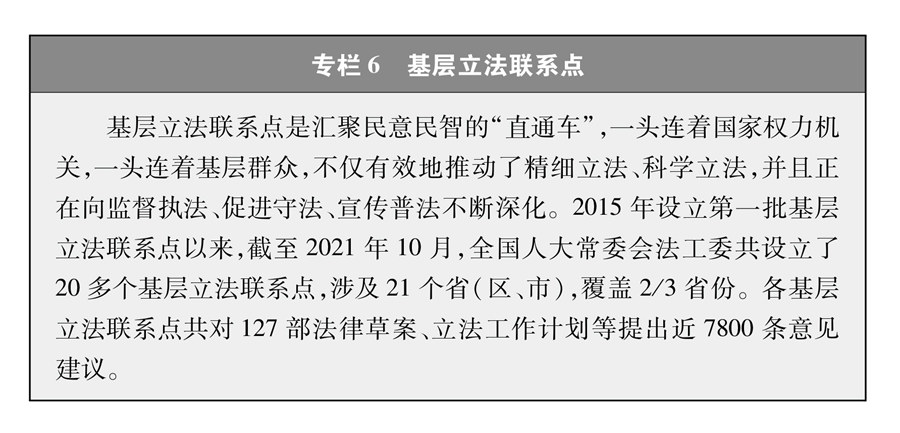 专栏 6 基层立法联系点
基层立法联系点是汇聚民意民智的“直通车”,一头连着国家权力机
关,一头连着基层群众,不仅有效地推动了精细立法、科学立法,并且正
在向监督执法、促进守法、宣传普法不断深化。2015 年设立第一批基层
立法联系点以来,截至 2021 年 10 月,全国人大常委会法工委共设立了
20 多个基层立法联系点,涉及 21 个省(区、市),覆盖 2/3 省份。各基层
立法联系点共对 127 部法律草案、立法工作计划等提出近 7800 条意见
建议。